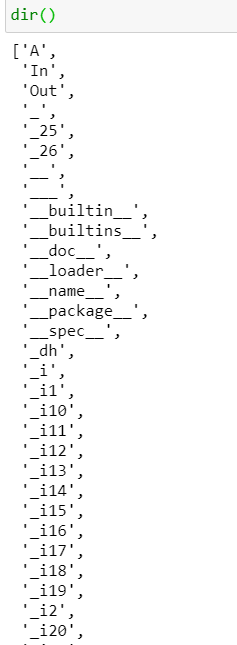 dir()
['A',
'In',
'Out',
'_',
'_25',
'_26',
'__',
'___',
'__builtin__',
'__builtins__',
'__doc__',
'__loader__',
'__name__',
'__package__',
'__spec__',
'_dh',
'_i',
'_i1',
'_i10',
'_i11',
'_i12',
'_i13',
'_i14',
'_i15',
'_i16',
'_i17',
'_i18',
'_i19',
'_i2',
'_i20',